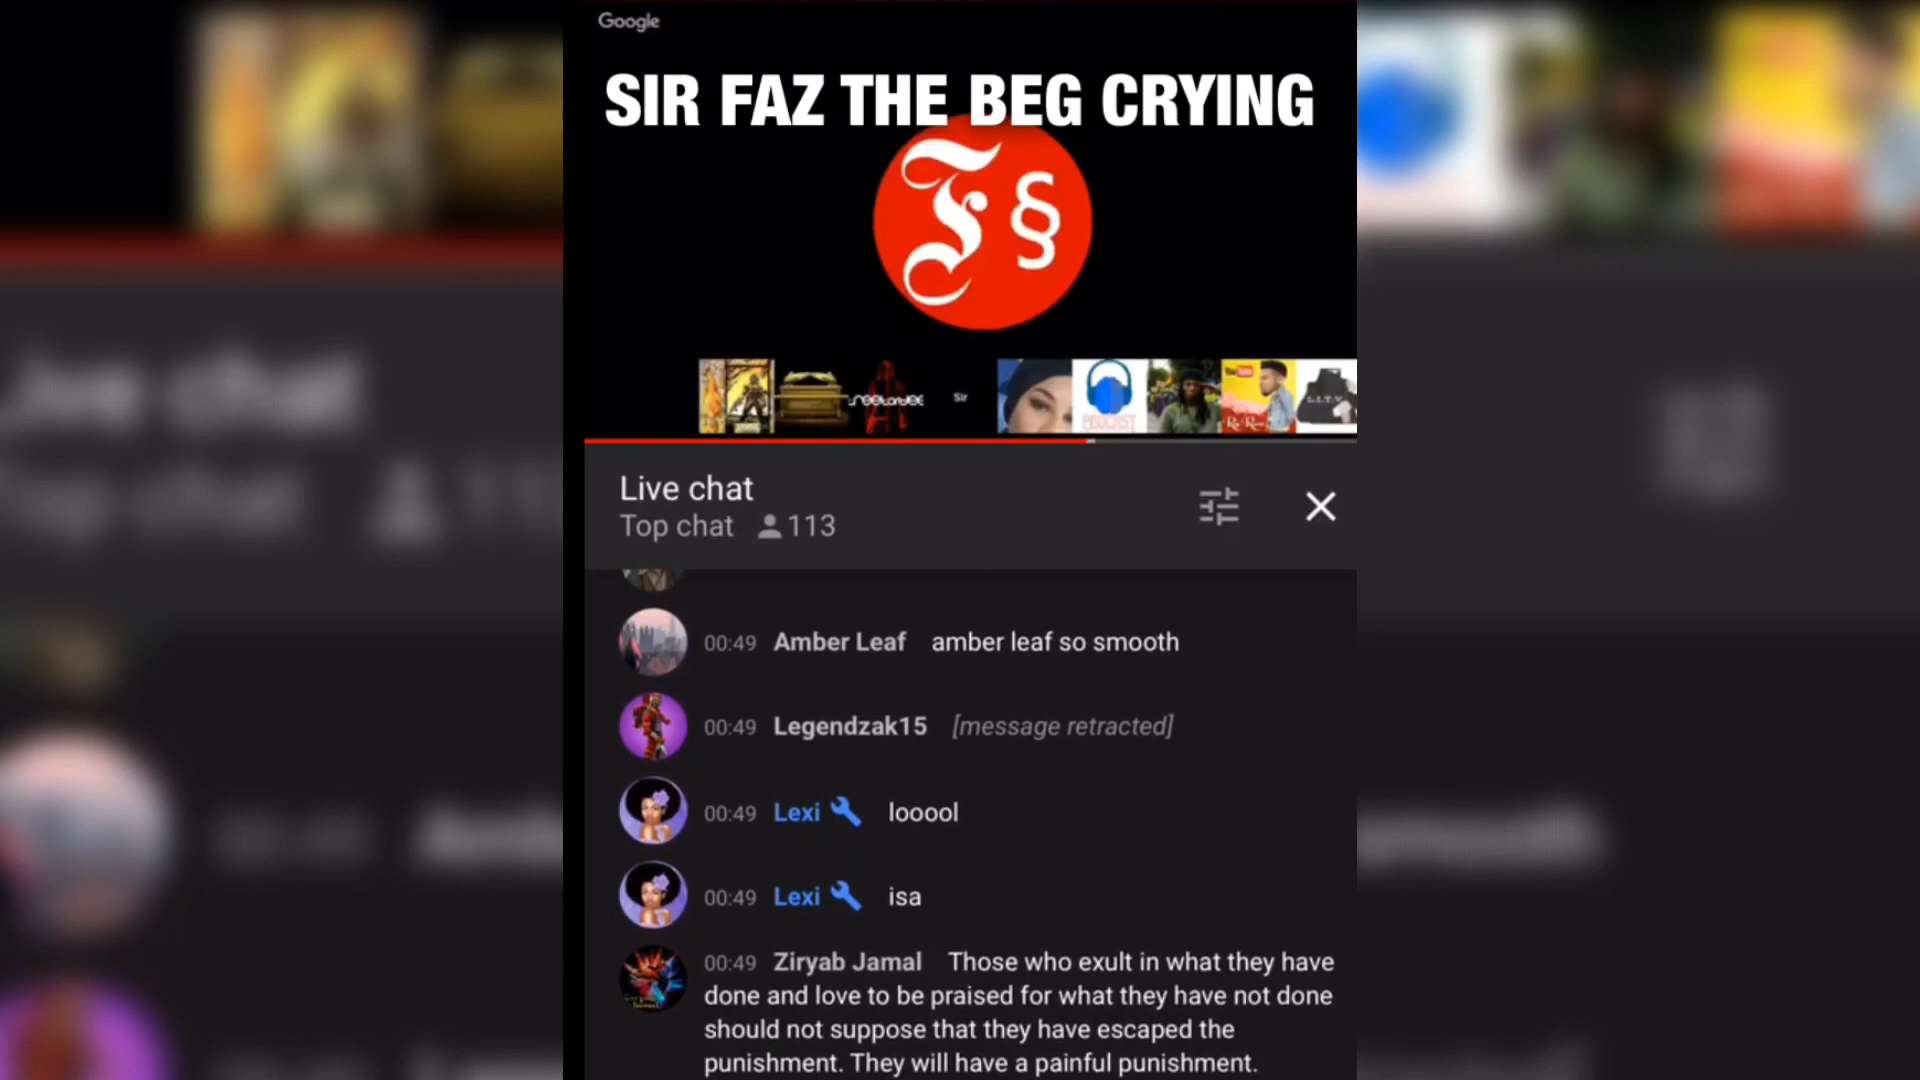 Google
SIR FAZ THE BEG CRYING
F §
Sir
PODCAST
YouTube
L.I.T.Y
Live chat
Top chat 113
00:49 Amber Leaf amber leaf so smooth
00:49 Legendzak15 [message retracted]
00:49 Lexi looool
00:49 Lexi isa
00:49 Ziryab Jamal Those who exult in what they have
done and love to be praised for what they have not done
should not suppose that they have escaped the
punishment. They will have a painful punishment.